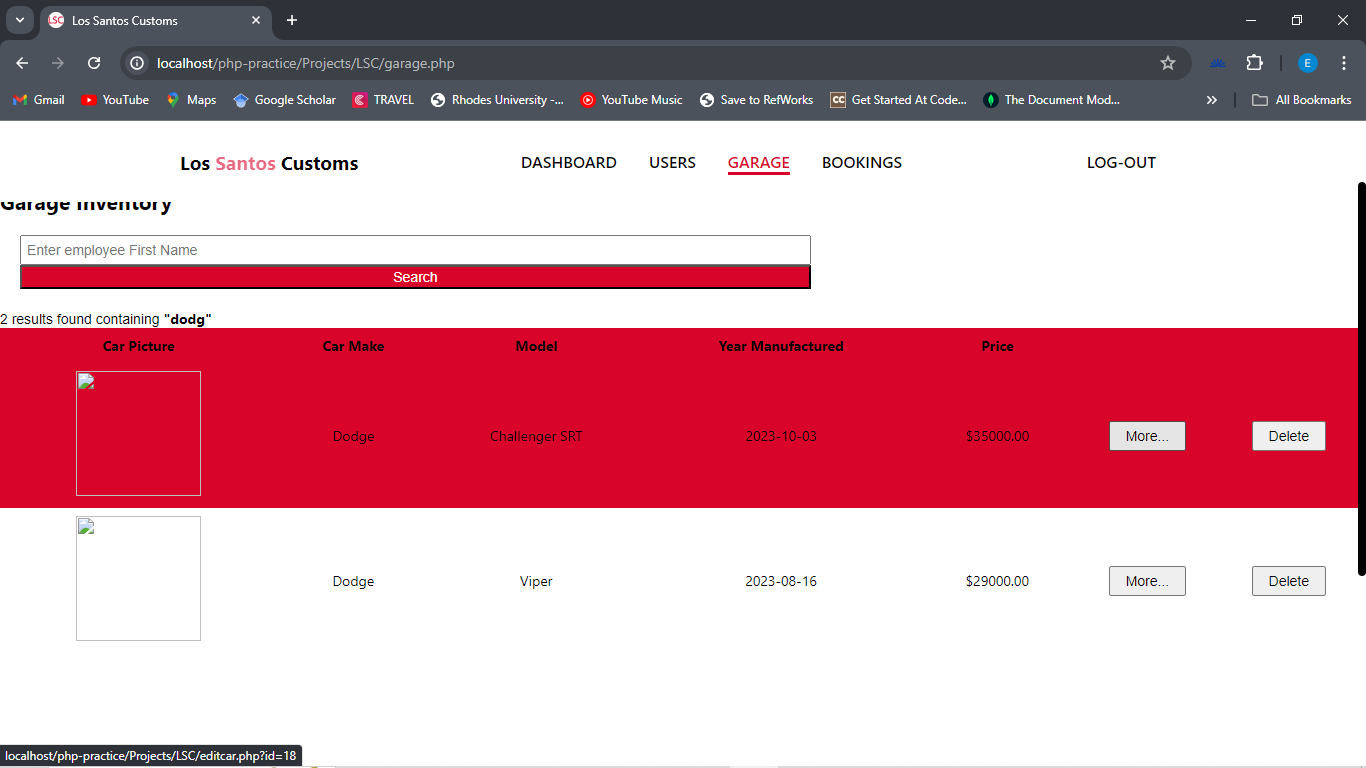 Los Santos Customs
localhost/php-practice/Projects/LSC/garage.php
E
Gmail YouTube Maps Google Scholar TRAVEL Rhodes University -... YouTube Music Save to RefWorks CC Get Started At Code... The Document Mod... » All Bookmarks
Los Santos Customs DASHBOARD USERS GARAGE BOOKINGS LOG-OUT
Garage Inventory
Enter employee First Name
Search
2 results found containing "dodg"
Car Picture Car Make Model Year Manufactured Price
Dodge Challenger SRT 2023-10-03 $35000.00 More... Delete
Dodge Viper 2023-08-16 $29000.00 More... Delete
localhost/php-practice/Projects/LSC/editcar.php?id=18